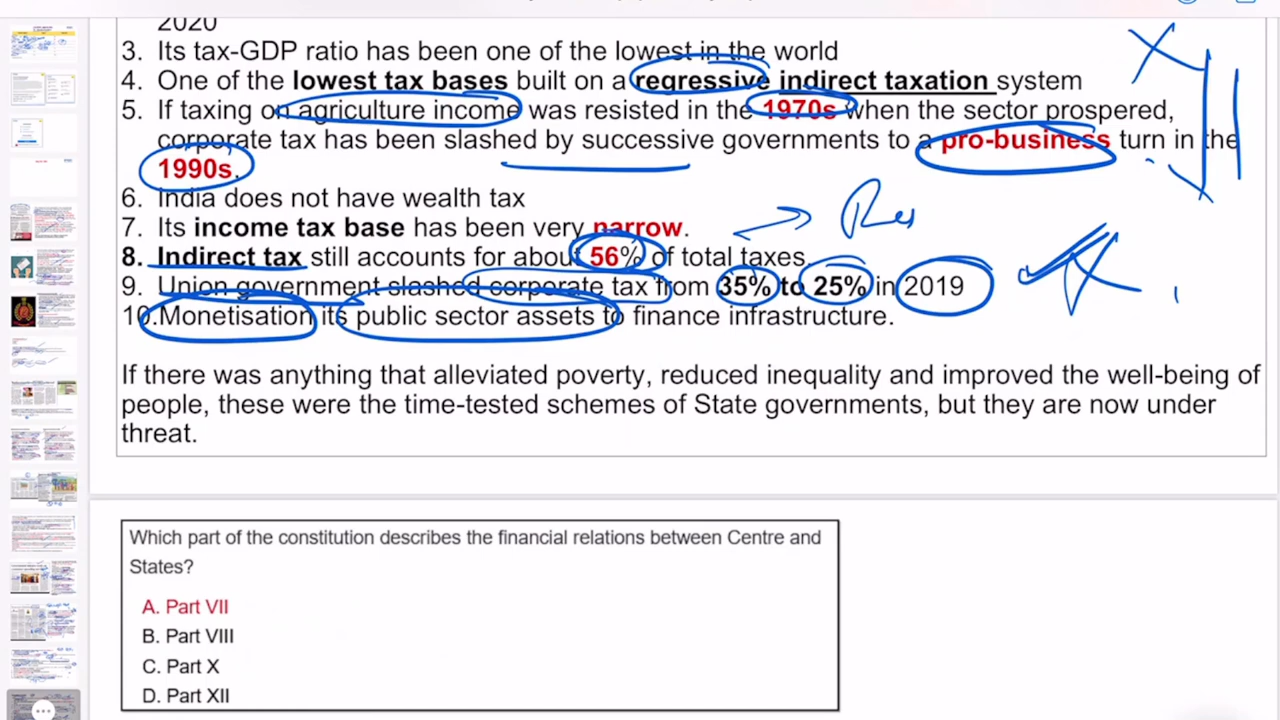 2020
3. Its tax-GDP ratio has been one of the lowest in the world
4. One of the lowest tax bases built on a regressive indirect taxation system
5. If taxing on agriculture income was resisted in the 1970s when the sector prospered,
corporate tax has been slashed by successive governments to a pro-business turn in the
1990s.
6. India does not have wealth tax
7. Its income tax base has been very narrow.
8. Indirect tax still accounts for about 56% of total taxes.
9. Union government slashed corporate tax from 35% to 25% in 2019
10.Monetisation its public sector assets to finance infrastructure.
If there was anything that alleviated poverty, reduced inequality and improved the well-being of
people, these were the time-tested schemes of State governments, but they are now under
threat.
Which part of the constitution describes the financial relations between Centre and
States?
A. Part VII
B. Part VIII
C. Part X
D. Part XII